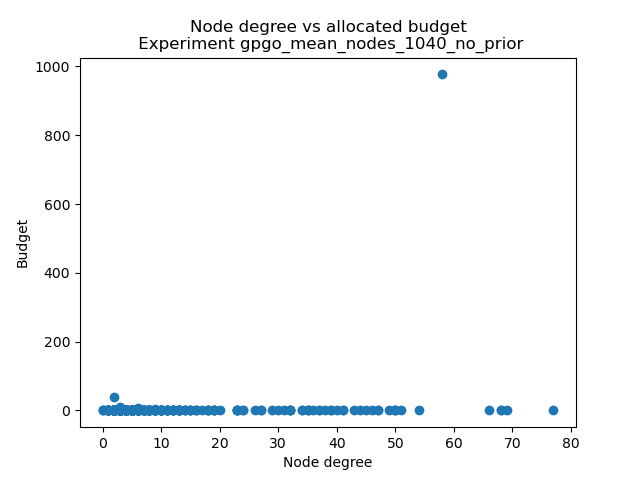 Node degree vs allocated budget
Experiment gpgo_mean_nodes_1040_no_prior
1000
800
600
400
200
0
Budget
0 10 20 30 40 50 60 70 80
Node degree